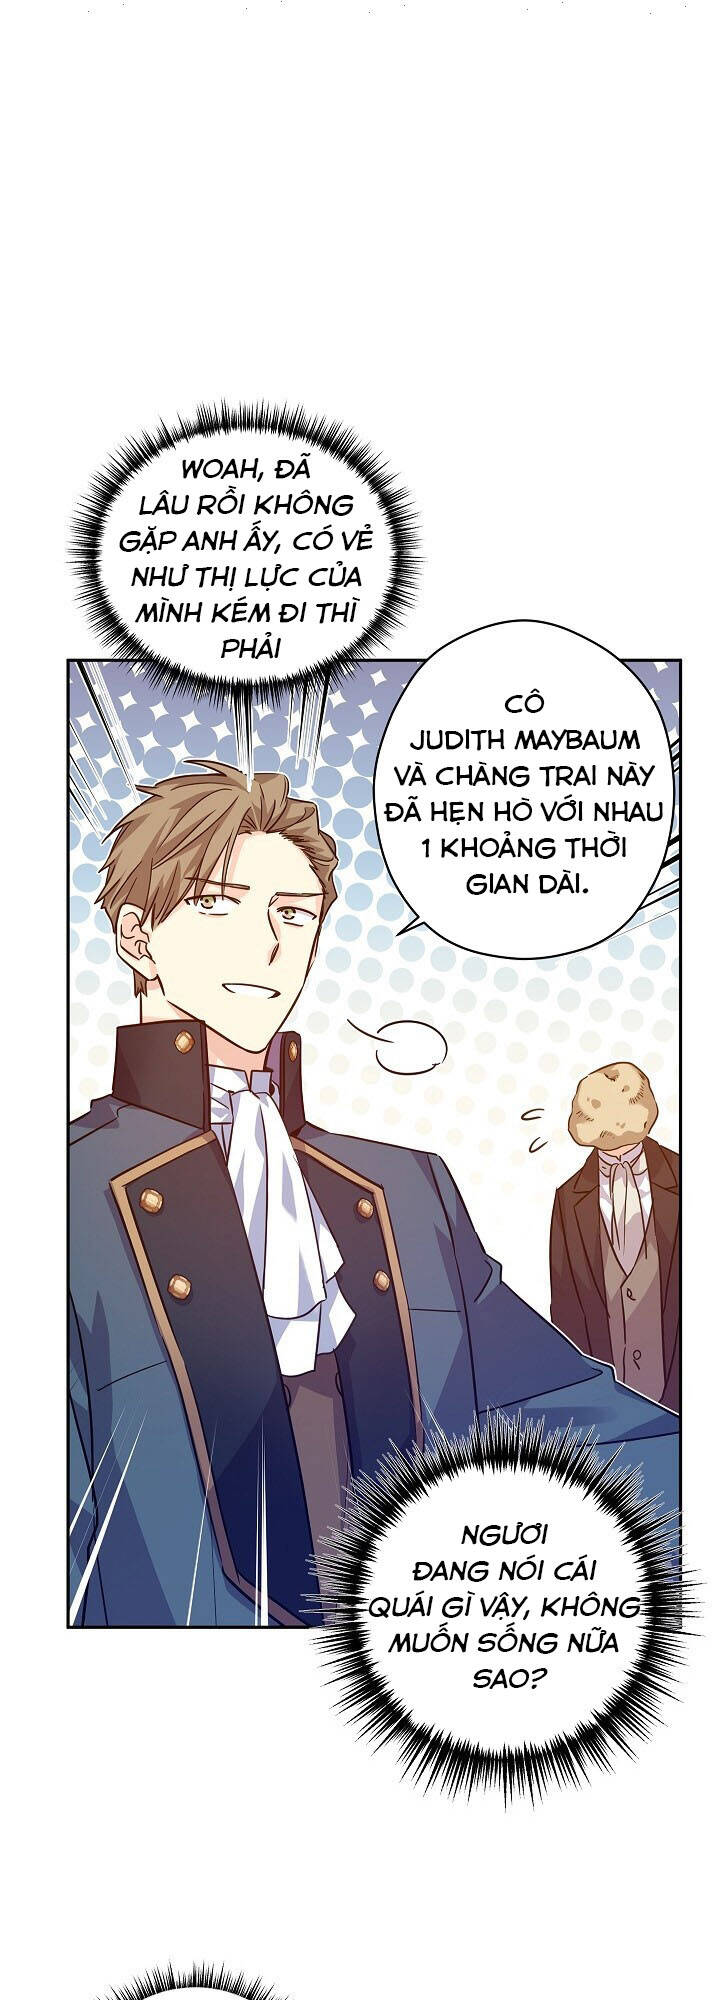 WOAH, ĐÃ
LÂU RỒI KHÔNG
GẶP ANH ẤY, CÓ VẺ
NHƯ THỊ LỰC CỦA
MÌNH KÉM ĐI THÌ
PHẢI
CÔ
JUDITH MAYBAUM
VÀ CHÀNG TRAI NÀY
ĐÃ HẸN HÒ VỚI NHAU
1 KHOẢNG THỜI
GIAN DÀI.
NGƯƠI
ĐANG NÓI CÁI
QUÁI GÌ VẬY, KHÔNG
MUỐN SỐNG NỮA
SAO?